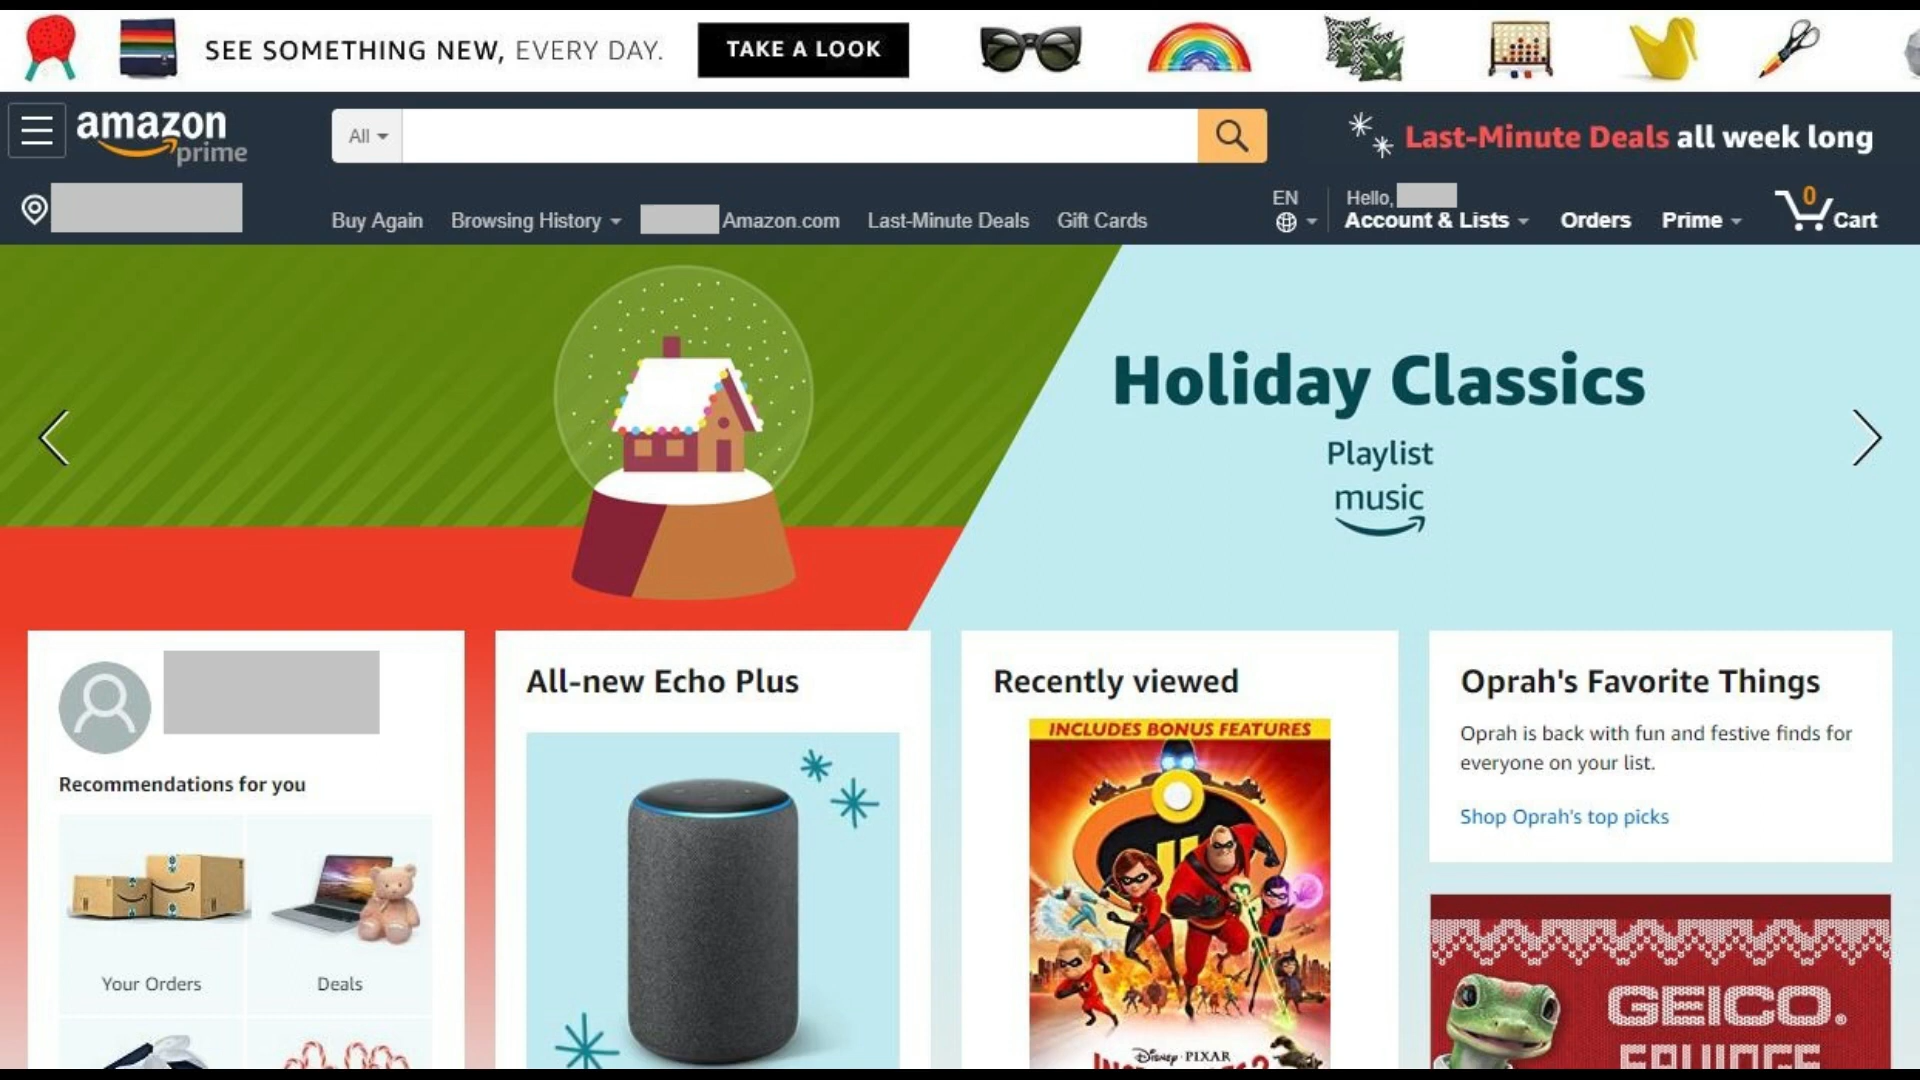 SEE SOMETHING NEW, EVERY DAY. TAKE A LOOK
amazon
prime
All
Last-Minute Deals all week long
Buy Again Browsing History Amazon.com Last-Minute Deals Gift Cards
EN
Hello,
Account & Lists Orders Prime 0 Cart
Holiday Classics
Playlist
music
Recommendations for you
Your Orders Deals
All-new Echo Plus
Recently viewed
INCLUDES BONUS FEATURES
Disney · PIXAR
Oprah's Favorite Things
Oprah is back with fun and festive finds for
everyone on your list.
Shop Oprah's top picks
GEICO.®